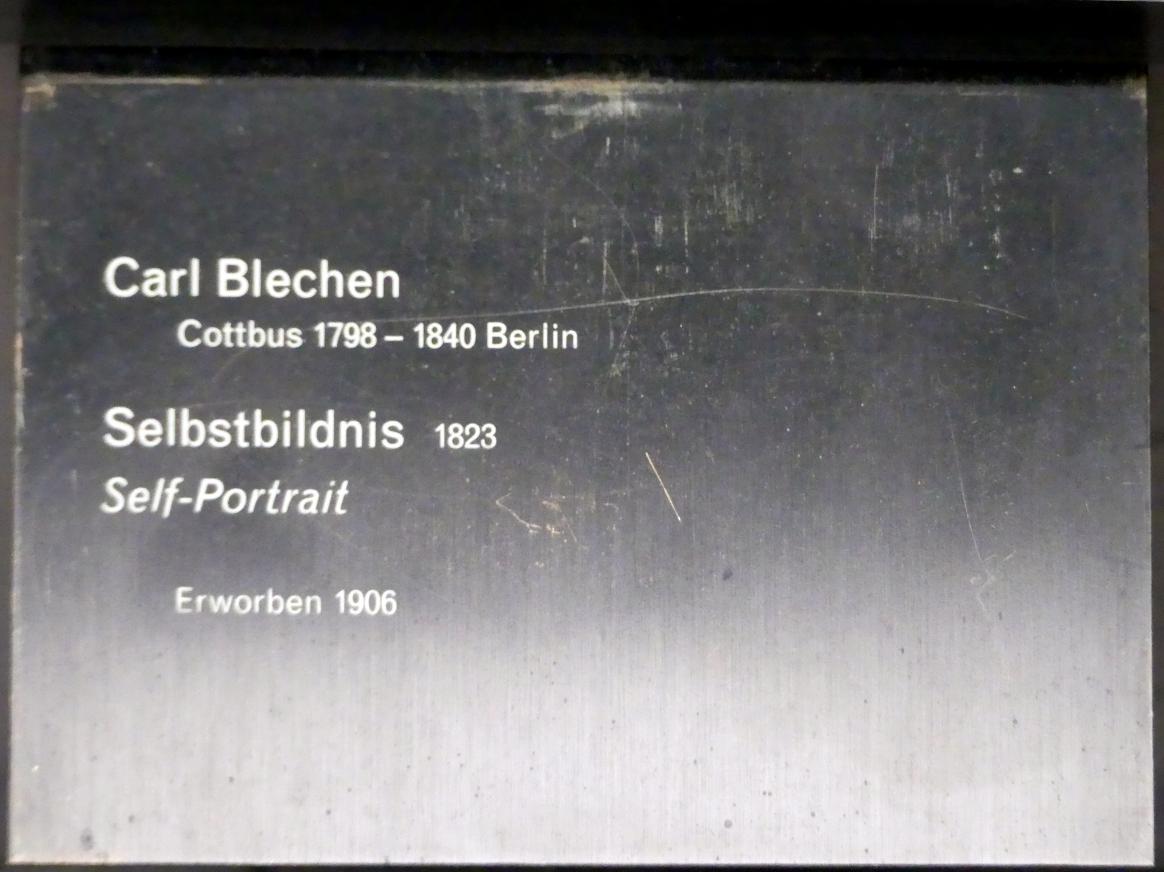 Carl Blechen
Cottbus 1798 – 1840 Berlin
Selbstbildnis 1823
Self-Portrait
Erworben 1906